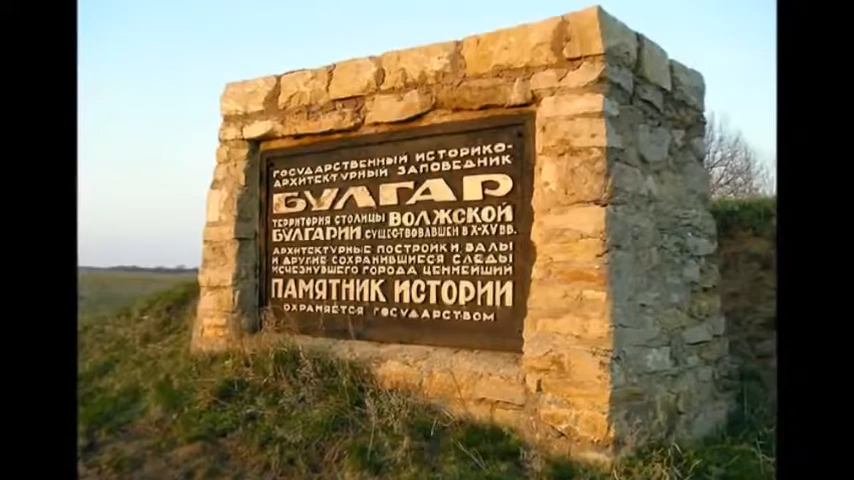 ГОСУДАРСТВЕННЫЙ ИСТОРИКО-
АРХИТЕКТУРНЫЙ ЗАПОВЕДНИК
БУЛГАР
ТЕРРИТОРИЯ СТОЛИЦЫ ВОЛЖСКОЙ
БУЛГАРИИ СУЩЕСТВОВАВШЕЙ В X-XV ВВ.
АРХИТЕКТУРНЫЕ ПОСТРОЙКИ ВАЛЫ
И ДРУГИЕ СОХРАНИВШИЕСЯ СЛЕДЫ
ИСЧЕЗНУВШЕГО ГОРОДА ЦЕННЕЙШИЙ
ПАМЯТНИК ИСТОРИИ
ОХРАНЯЕТСЯ ГОСУДАРСТВОМ